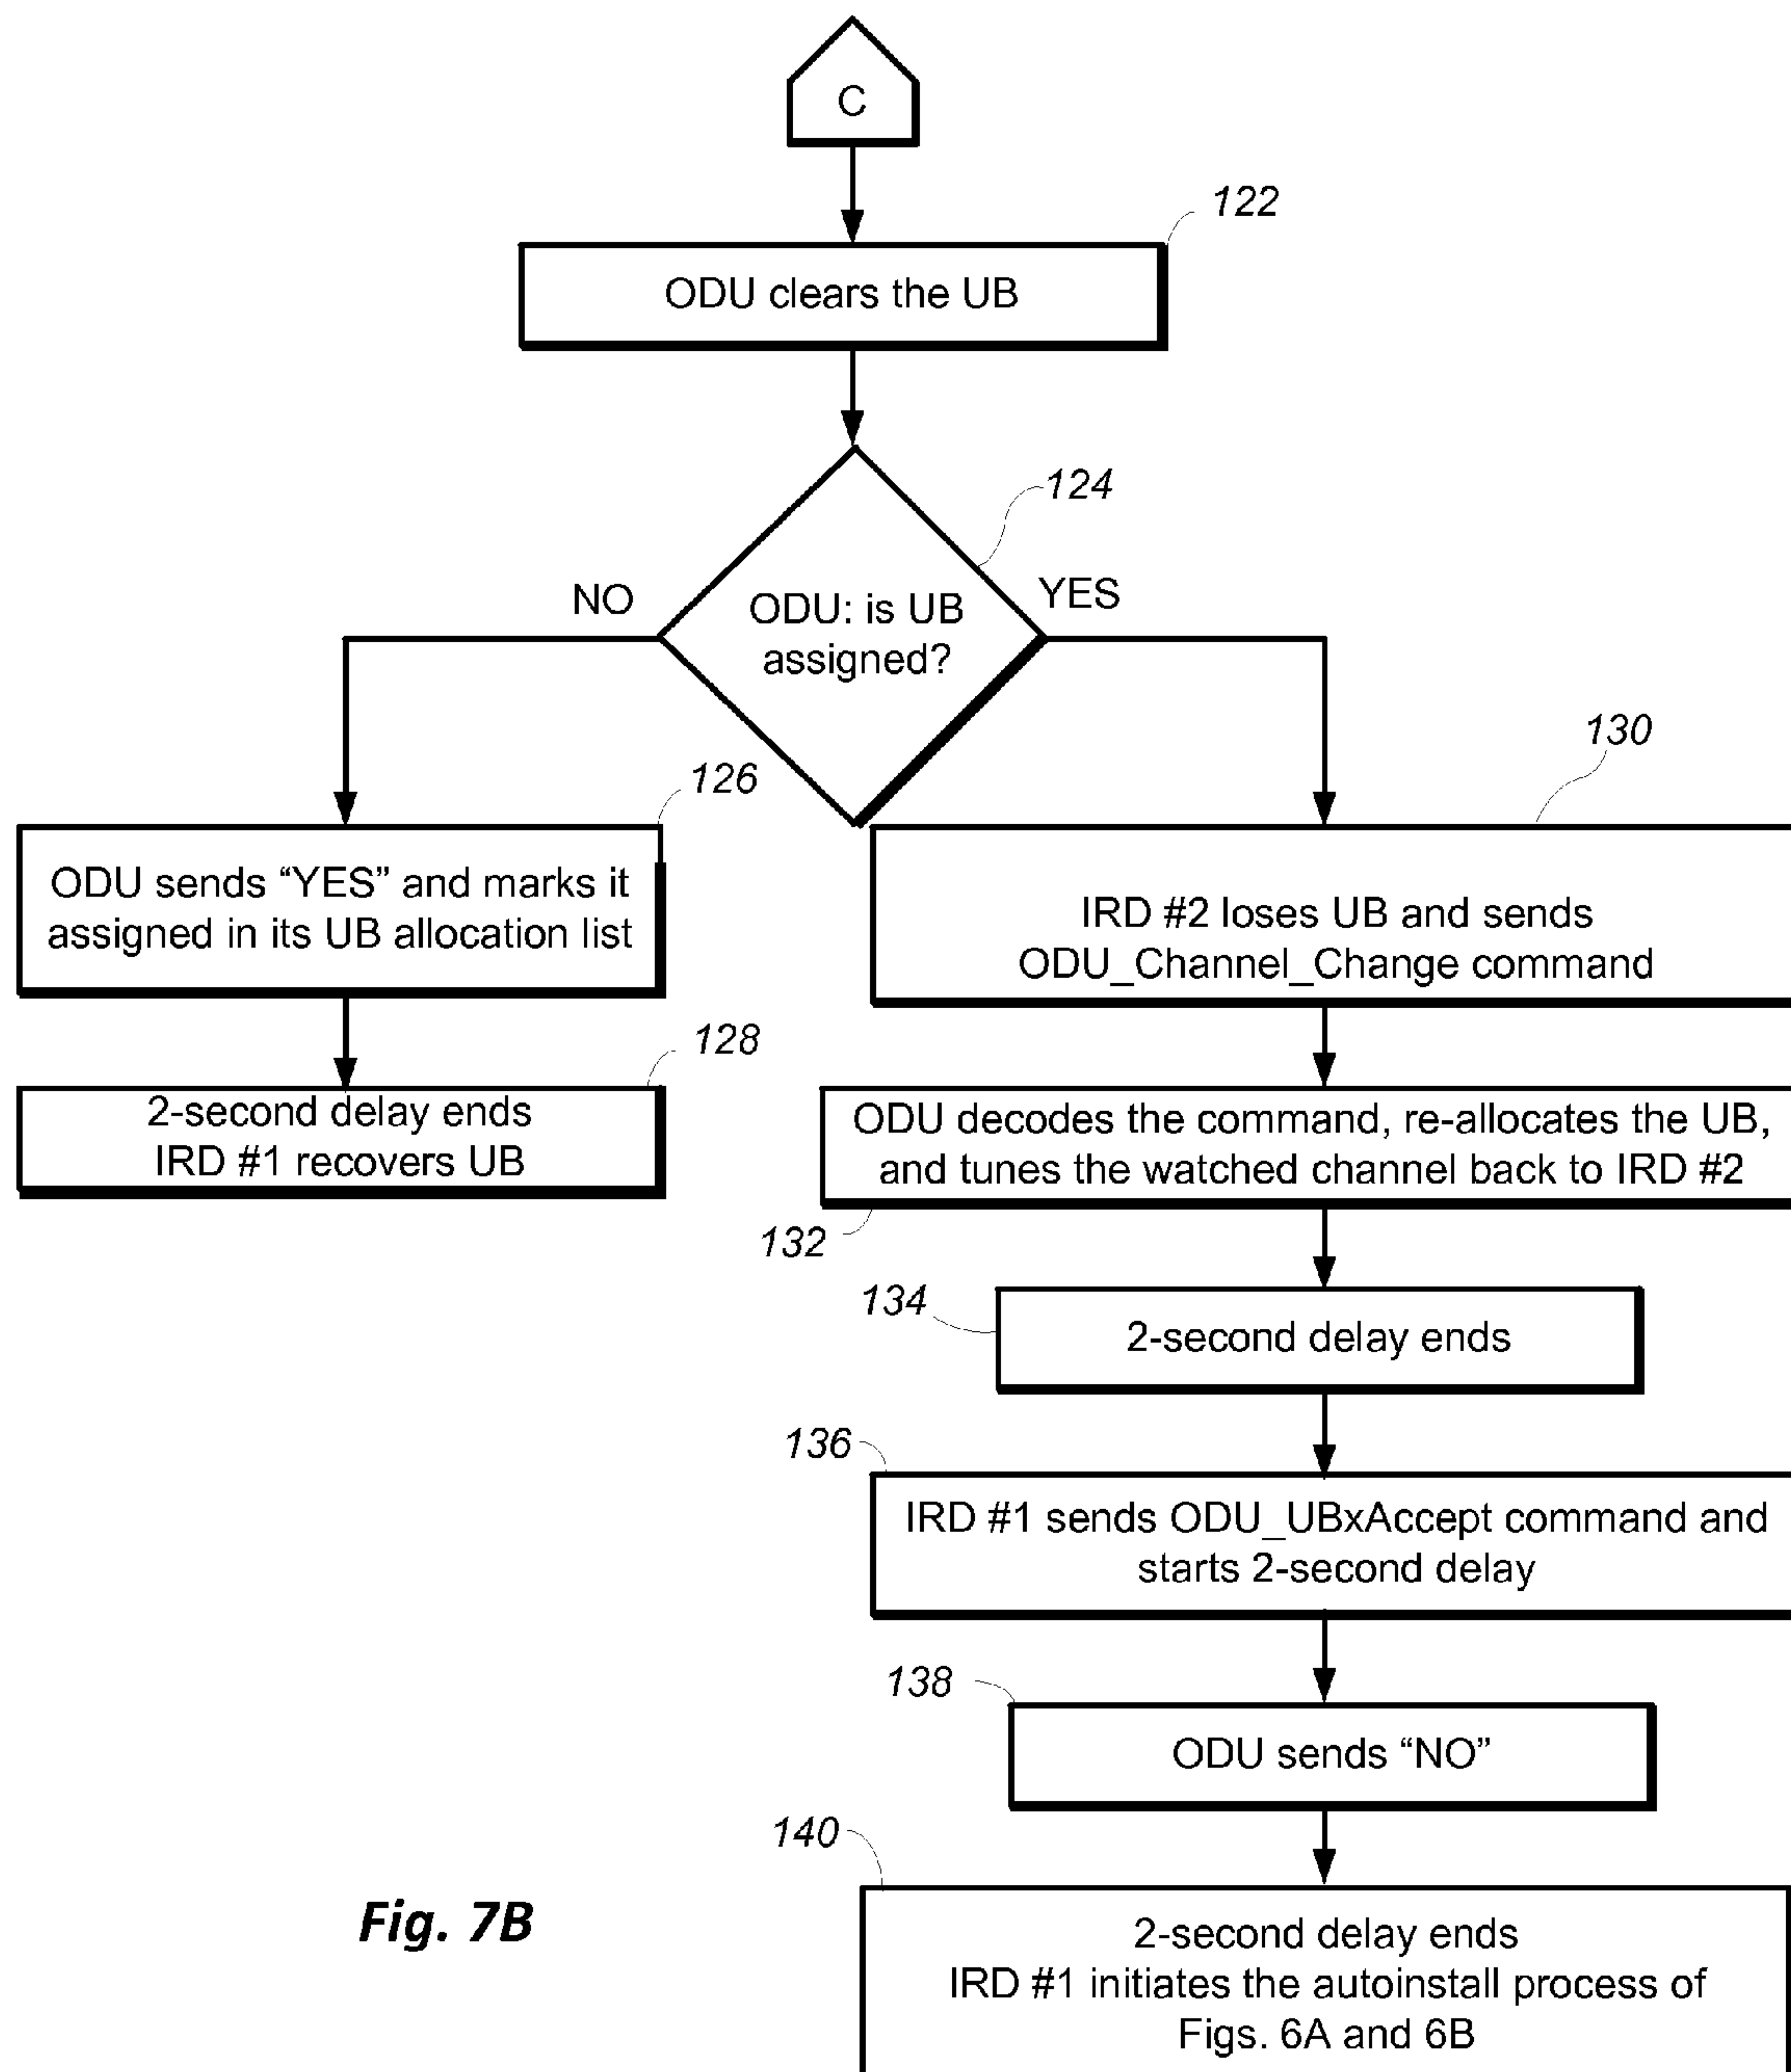 C
122
ODU clears the UB
124
NO
YES
ODU: is UB
assigned?
130
126
ODU sends “YES” and marks it
assigned in its UB allocation list
IRD #2 loses UB and sends
ODU_Channel_Change command
128
2-second delay ends
IRD #1 recovers UB
ODU decodes the command, re-allocates the UB,
and tunes the watched channel back to IRD #2
132
134
2-second delay ends
136
IRD #1 sends ODU_UBxAccept command and
starts 2-second delay
138
ODU sends “NO”
140
2-second delay ends
IRD #1 initiates the autoinstall process of
Figs. 6A and 6B
Fig. 7B